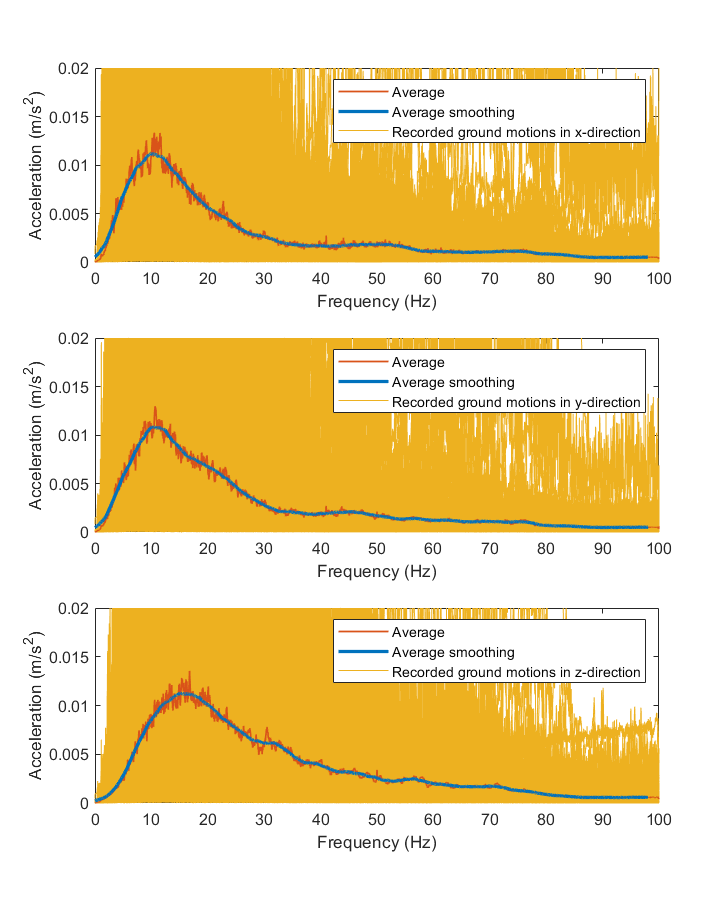 0.02
0.015
0.01
0.005
0
Acceleration (m/s2)
Average
Average smoothing
Recorded ground motions in x-direction
0 10 20 30 40 50 60 70 80 90 100
Frequency (Hz)
0.02
0.015
0.01
0.005
0
Acceleration (m/s2)
Average
Average smoothing
Recorded ground motions in y-direction
0 10 20 30 40 50 60 70 80 90 100
Frequency (Hz)
0.02
0.015
0.01
0.005
0
Acceleration (m/s2)
Average
Average smoothing
Recorded ground motions in z-direction
0 10 20 30 40 50 60 70 80 90 100
Frequency (Hz)